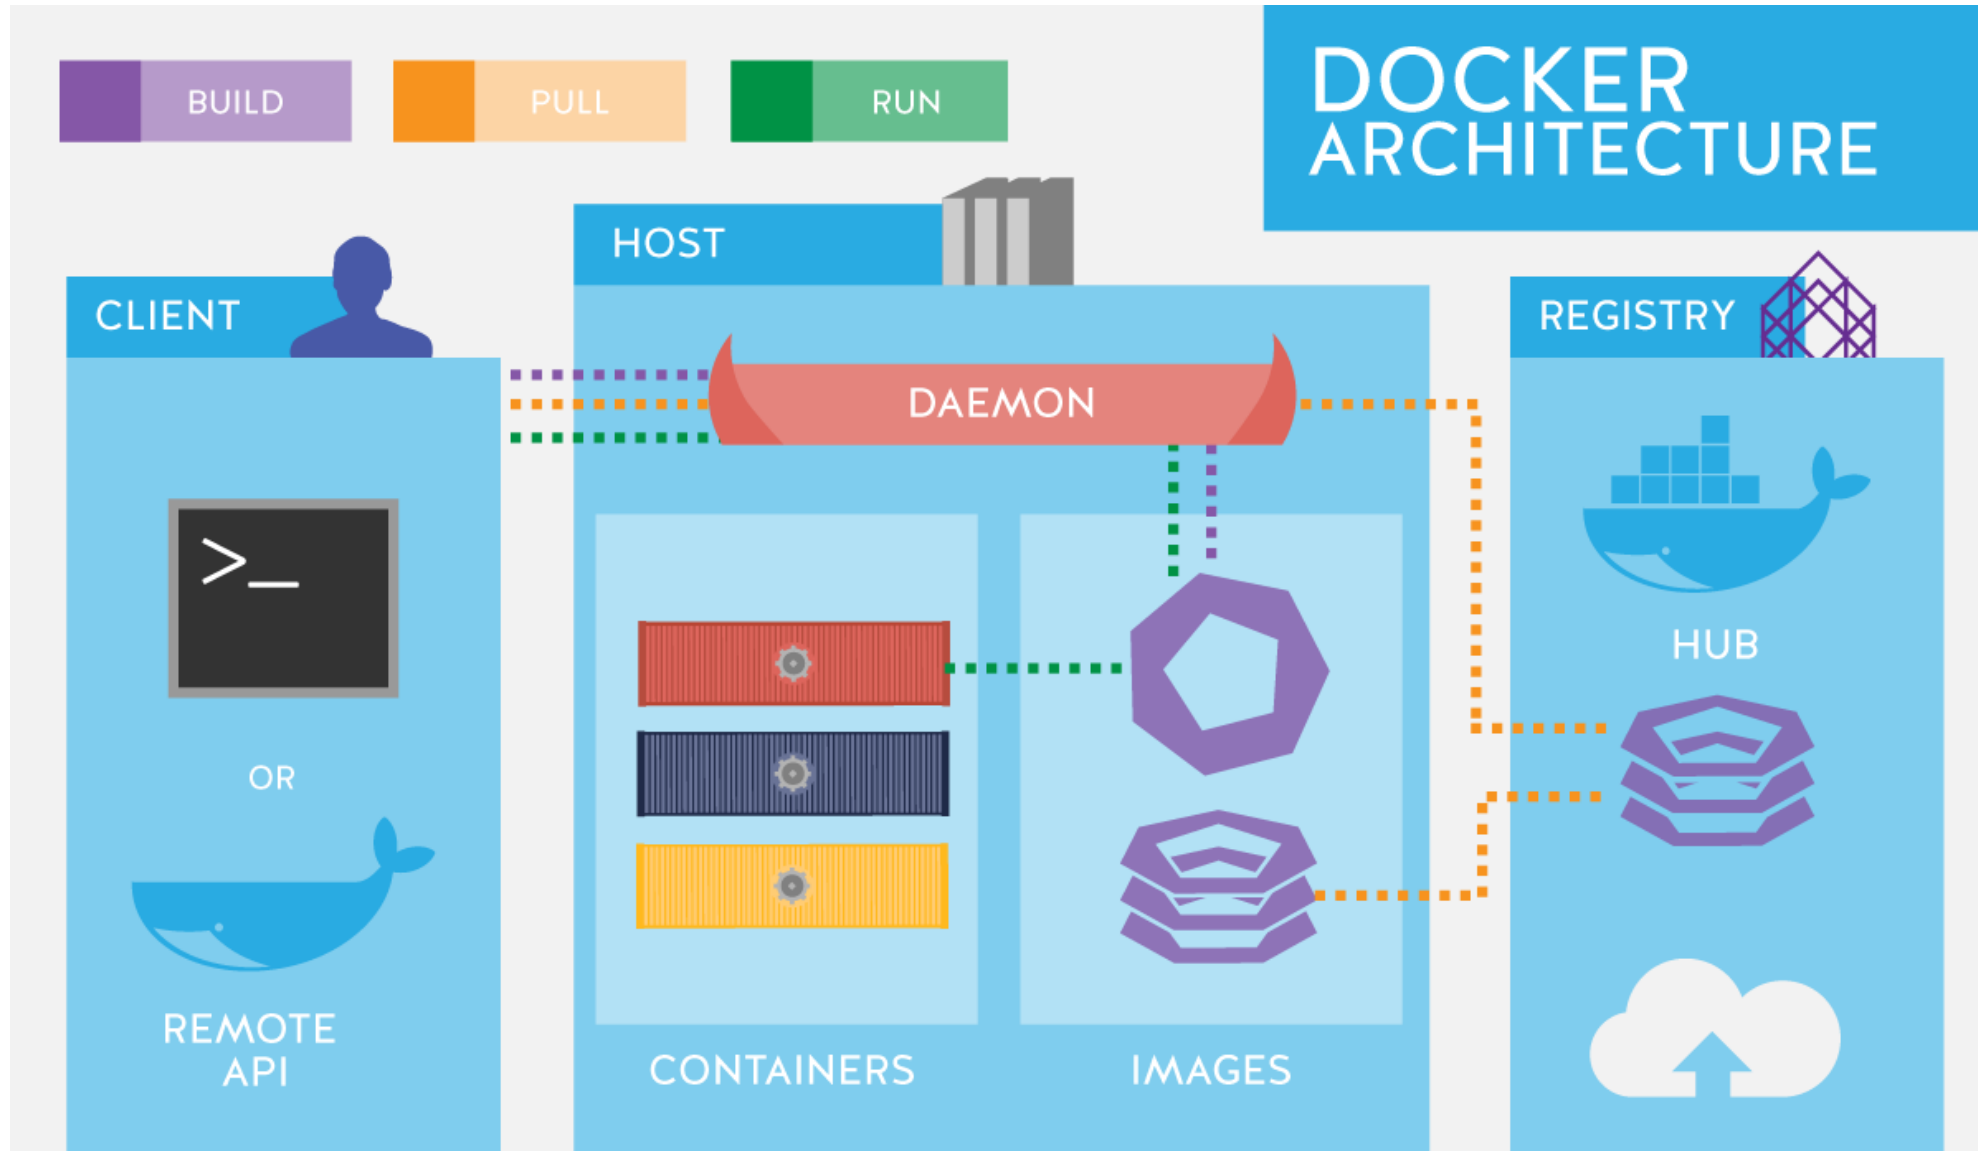 BUILD
PULL
RUN
DOCKER
ARCHITECTURE
CLIENT
HOST
REGISTRY
DAEMON
>_
HUB
OR
REMOTE
API
CONTAINERS
IMAGES